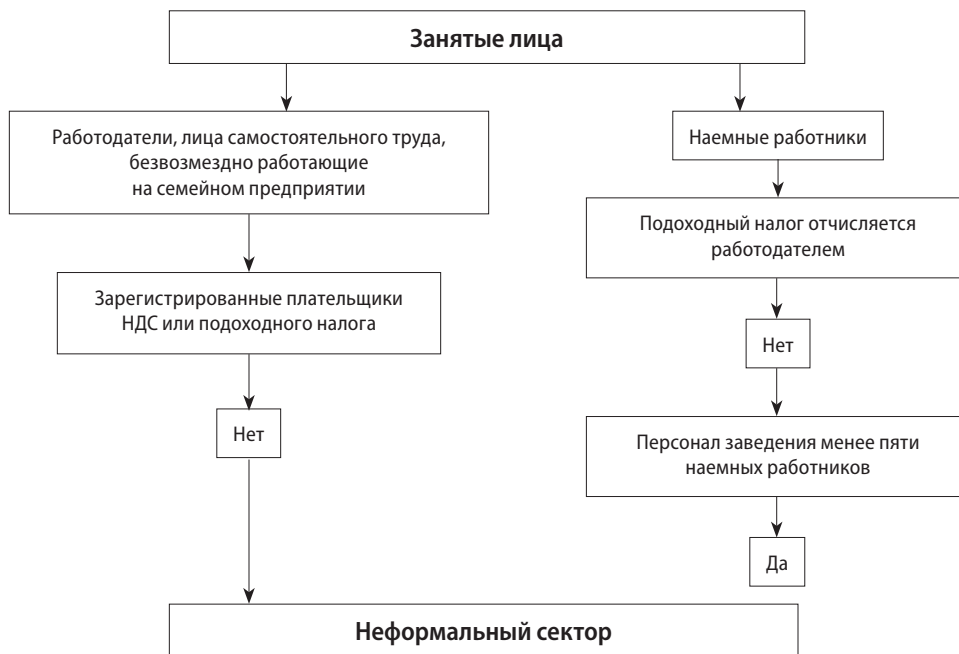 Занятые лица
Работодатели, лица самостоятельного труда,
безвозмездно работающие
на семейном предприятии
Зарегистрированные плательщики
НДС или подоходного налога
Нет
Наемные работники
Подоходный налог отчисляется
работодателем
Нет
Персонал заведения менее пяти
наемных работников
Да
Неформальный сектор